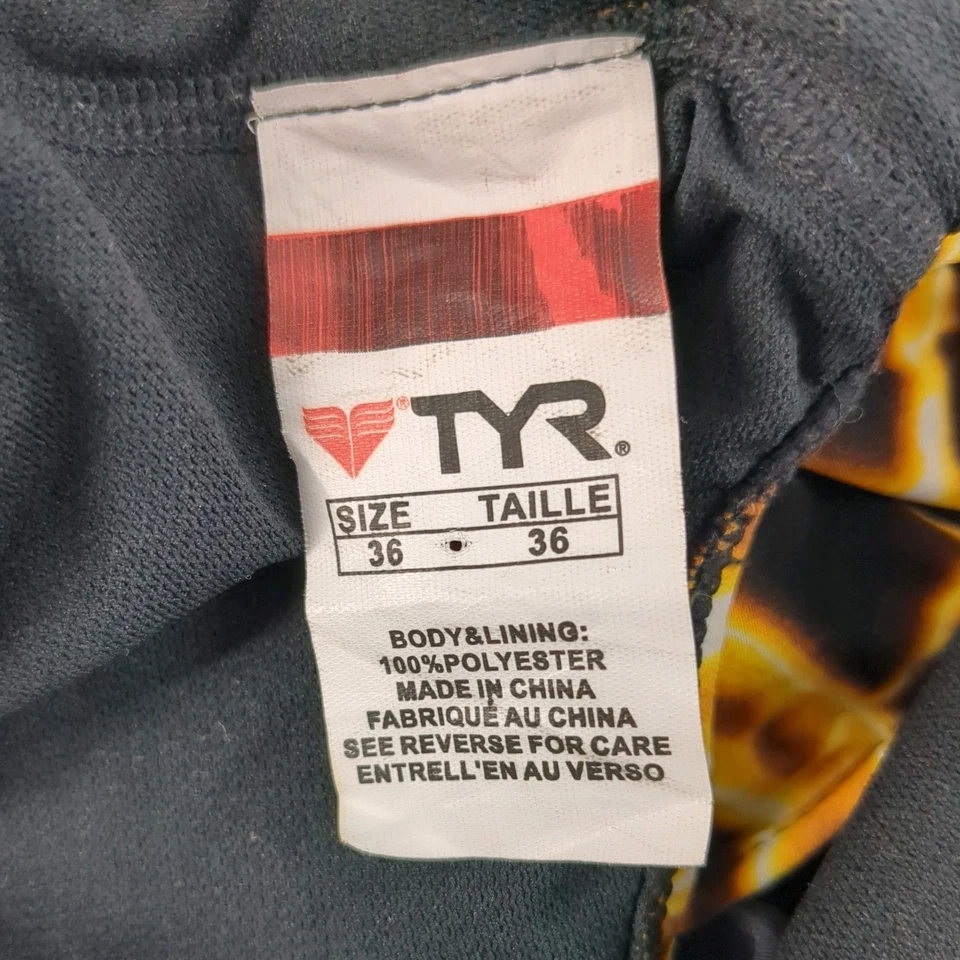 ® TYR®
SIZE TAILLE
36 36
BODY&LINING:
100%POLYESTER
MADE IN CHINA
FABRIQUÉ AU CHINA
SEE REVERSE FOR CARE
ENTRELL'EN AU VERSO